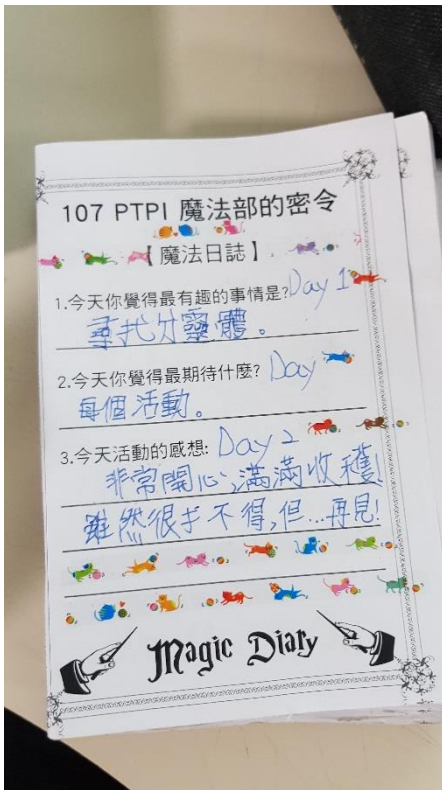 107 PTPI 魔法部的密令
【魔法日誌】
1.今天你覺得最有趣的事情是?Day 1
尋找分靈體。
2.今天你覺得最期待什麼? Day
每個活動。
3.今天活動的感想: Day 2
非常開心,滿滿收穫!
雖然很才不得,但...再見!
Magic Diary